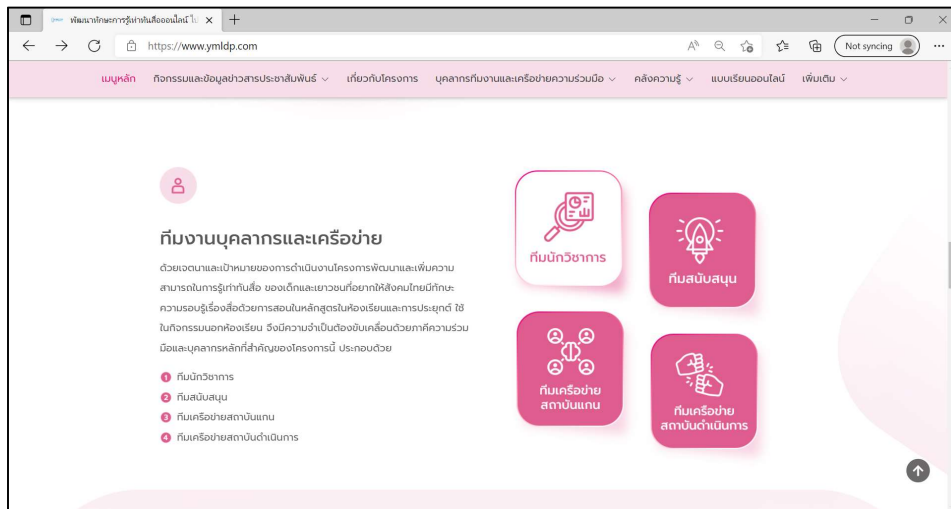 พัฒนาทักษะการรู้เท่าทันสื่อออนไลน์ ไป
https://www.ymldp.com
Not syncing
เมนูหลัก กิจกรรมและข้อมูลข่าวสารประชาสัมพันธ์ เกี่ยวกับโครงการ บุคลากรทีมงานและเครือข่ายความร่วมมือ คลังความรู้ แบบเรียนออนไลน์ เพิ่มเติม
ทีมงานบุคลากรและเครือข่าย
ด้วยเจตนาและเป้าหมายของการดำเนินงานโครงการพัฒนาและเพิ่มความ
สามารถในการรู้เท่าทันสื่อ ของเด็กและเยาวชนที่อยากให้สังคมไทยมีทักษะ
ความรอบรู้เรื่องสื่อด้วยการสอนในหลักสูตรในห้องเรียนและการประยุกต์ ใช้
ในกิจกรรมนอกห้องเรียน จึงมีความจำเป็นต้องขับเคลื่อนด้วยภาคีความร่วม
มือและบุคลากรหลักที่สำคัญของโครงการนี้ ประกอบด้วย
1 ทีมนักวิชาการ
2 ทีมสนับสนุน
3 ทีมเครือข่ายสถาบันแกน
4 ทีมเครือข่ายสถาบันดำเนินการ
ทีมนักวิชาการ
ทีมสนับสนุน
ทีมเครือข่าย
สถาบันแกน
ทีมเครือข่าย
สถาบันดำเนินการ